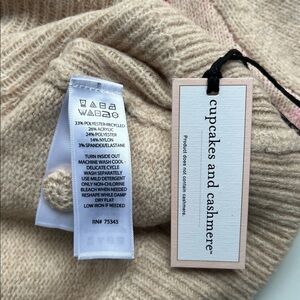 33% POLYESTER-RECYCLED
26% ACRYLIC
24% POLYESTER
14% NYLON
3% SPANDEX/ELASTANE
TURN INSIDE OUT
MACHINE WASH COOL
DELICATE CYCLE
WASH SEPARATELY
USE MILD DETERGENT
ONLY NON-CHLORINE
BLEACH WHEN NEEDED
RESHAPE WHILE DAMP
DRY FLAT
LOW IRON IF NEEDED
RN# 75343
cupcakes and cashmere™
Product does not contain cashmere.